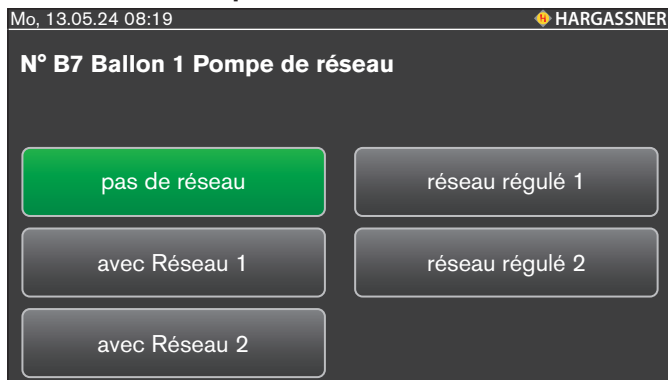 Mo, 13.05.24 08:19 HARGASSNER
N° B7 Ballon 1 Pompe de réseau
pas de réseau
réseau régulé 1
avec Réseau 1
réseau régulé 2
avec Réseau 2